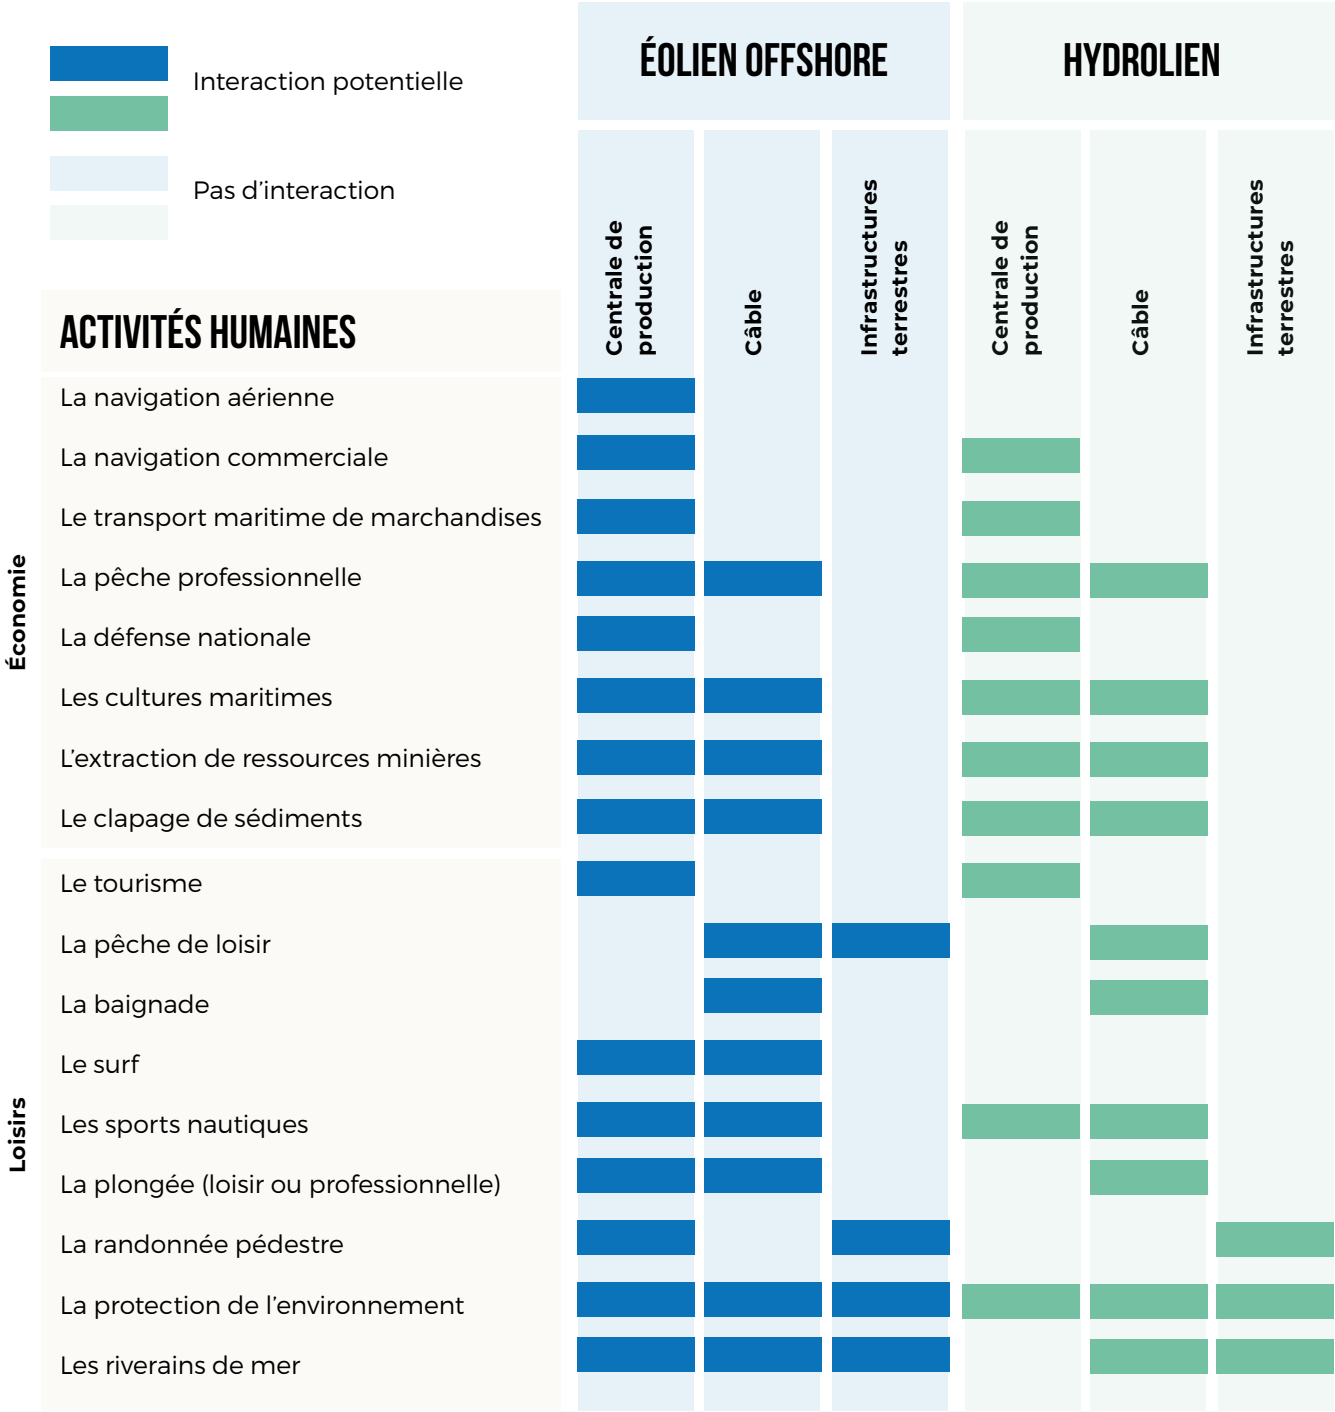 Interaction potentielle
Pas d’interaction
ÉOLIEN OFFSHORE
HYDROLIEN
Centrale de
production
Câble
Infrastructures
terrestres
Centrale de
production
Câble
Infrastructures
terrestres
ACTIVITÉS HUMAINES
Économie
La navigation aérienne
La navigation commerciale
Le transport maritime de marchandises
La pêche professionnelle
La défense nationale
Les cultures maritimes
L’extraction de ressources minières
Le clapage de sédiments
Loisirs
Le tourisme
La pêche de loisir
La baignade
Le surf
Les sports nautiques
La plongée (loisir ou professionnelle)
La randonnée pédestre
La protection de l’environnement
Les riverains de mer